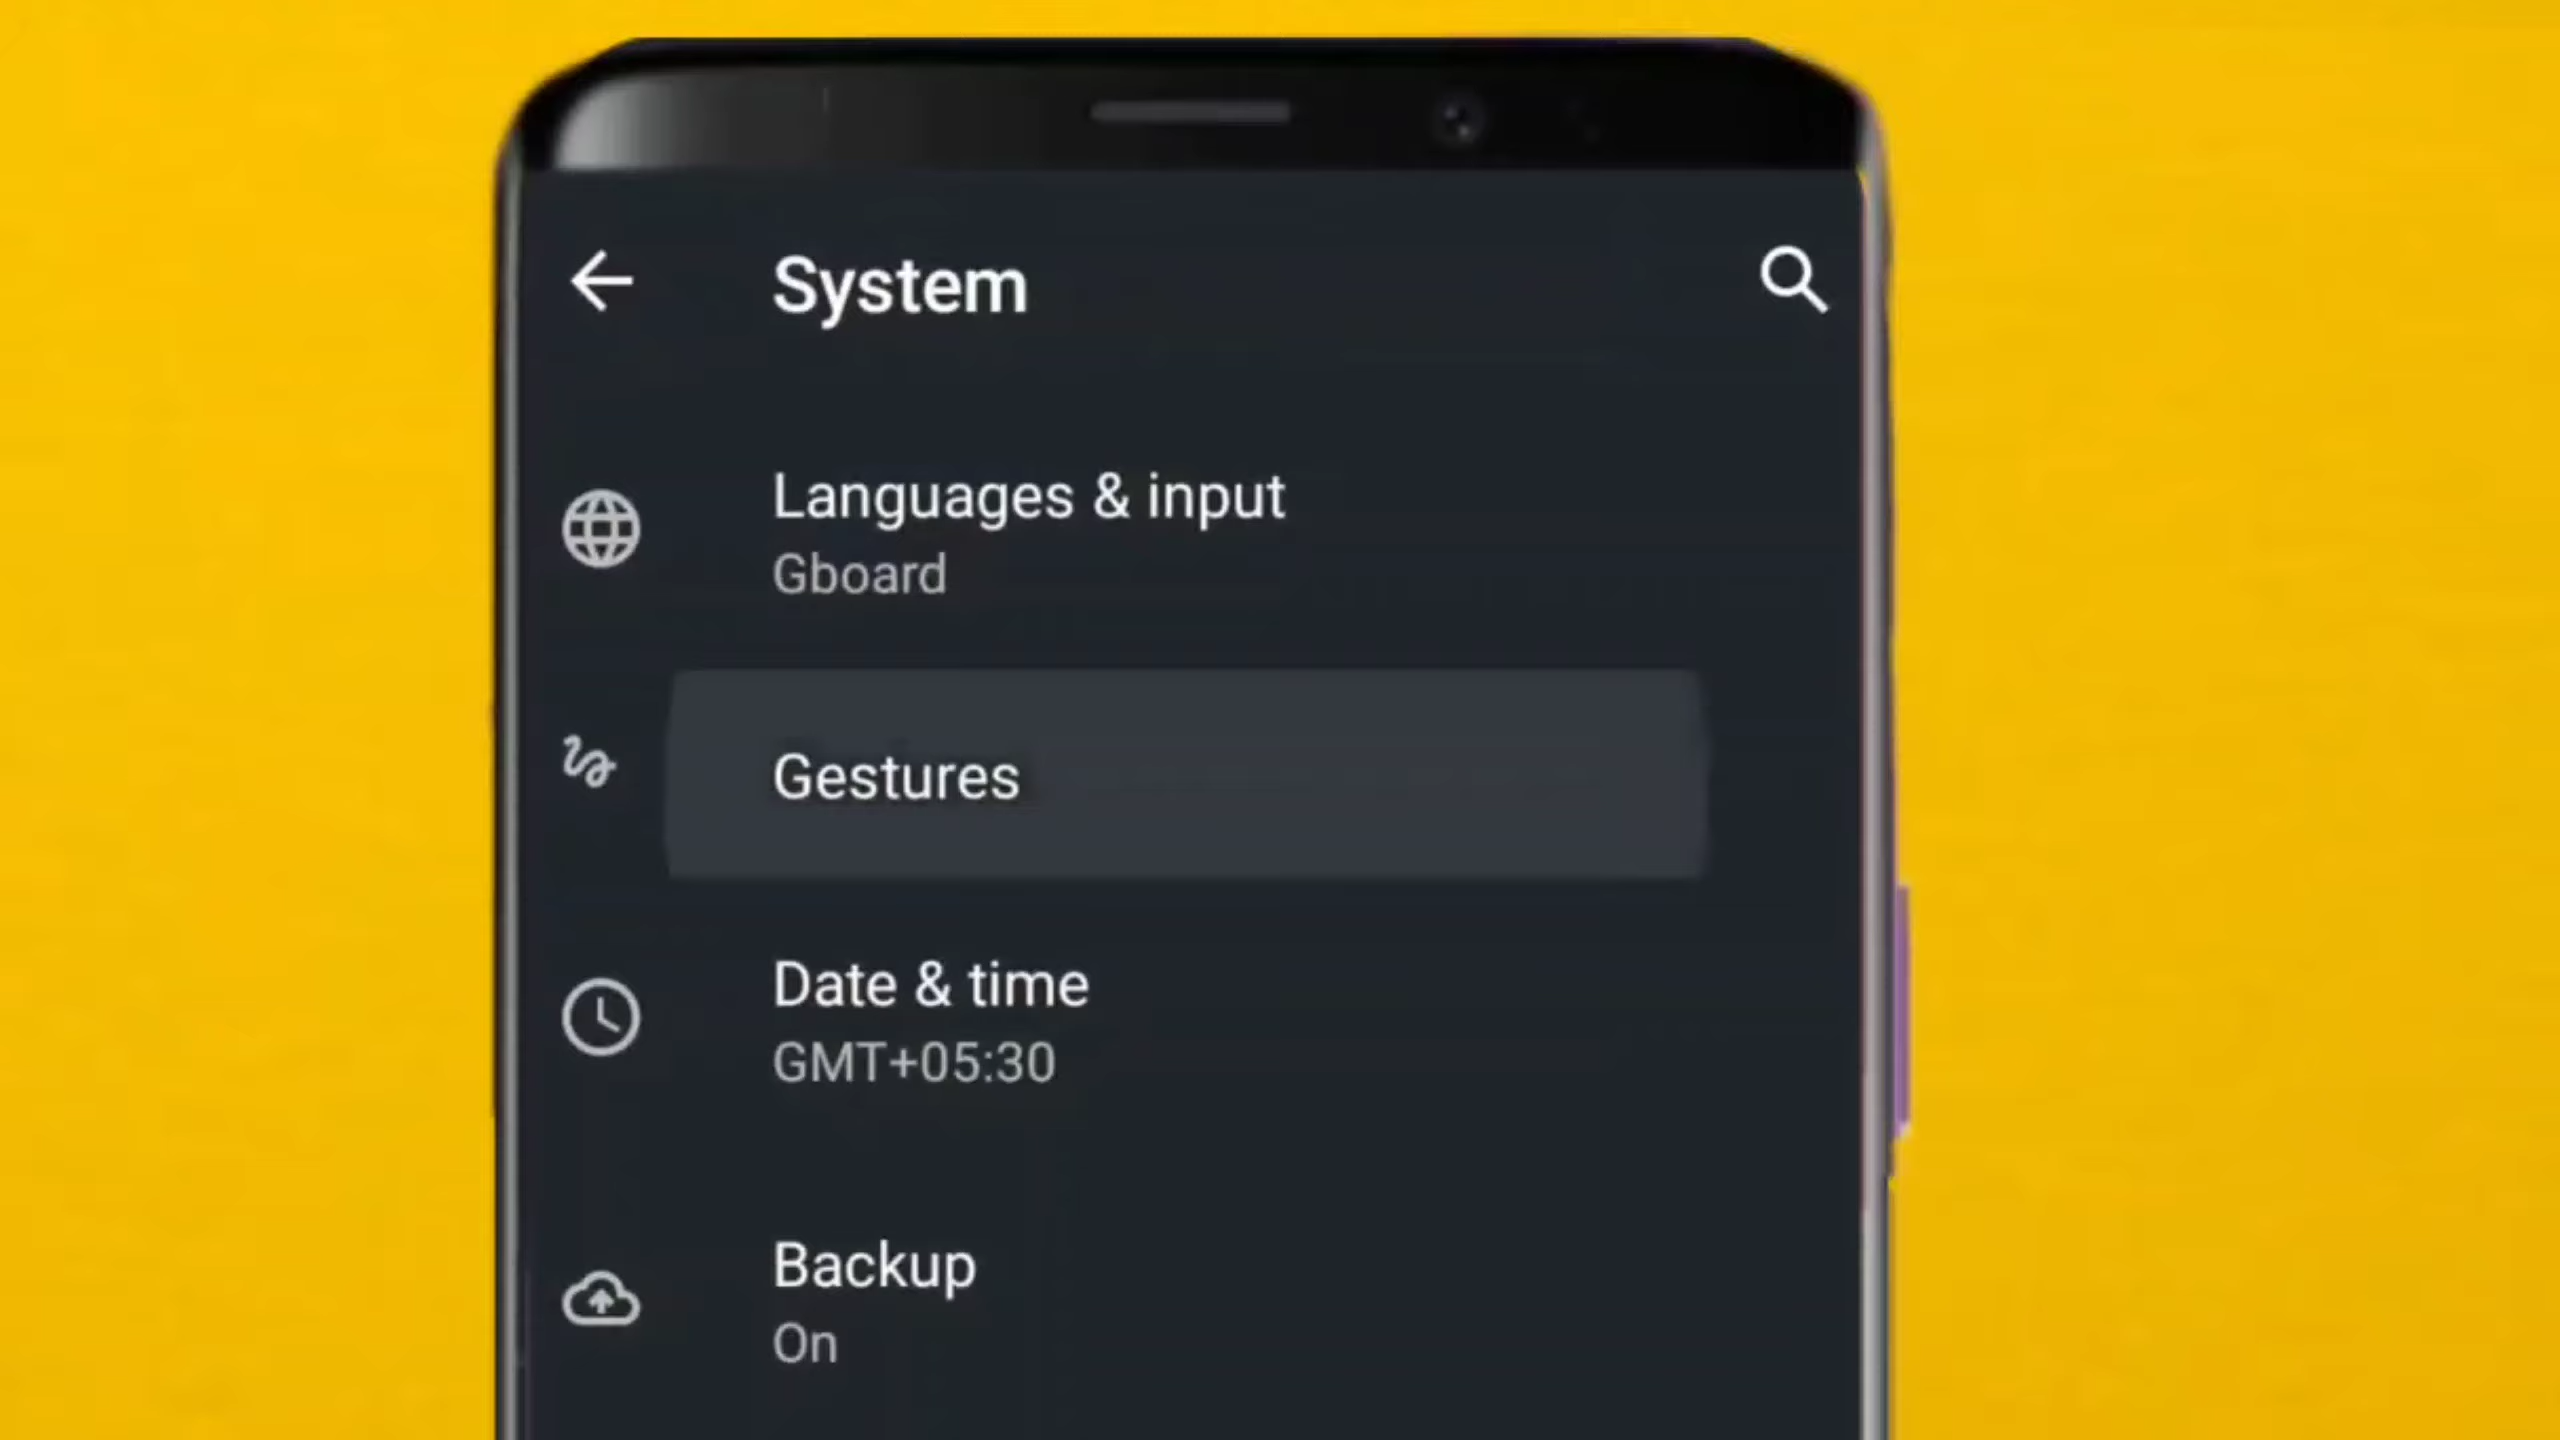 System
Languages & input
Gboard
Gestures
Date & time
GMT+05:30
Backup
On